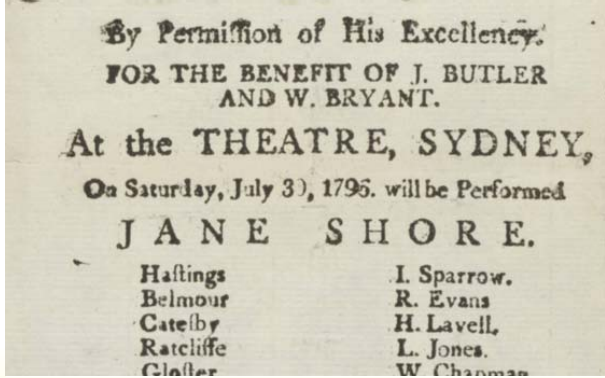 By Permiſſion of His Excellency.
FOR THE BENEFIT OF J. BUTLER
AND W. BRYANT.
At the THEATRE, SYDNEY,
On Saturday, July 30, 1796. will be Performed
JANE SHORE.
Haſtings I. Sparrow.
Belmour R. Evans
Cateſby H. Lavell,
Ratcliffe L. Jones.
Gloſter W. Chapman